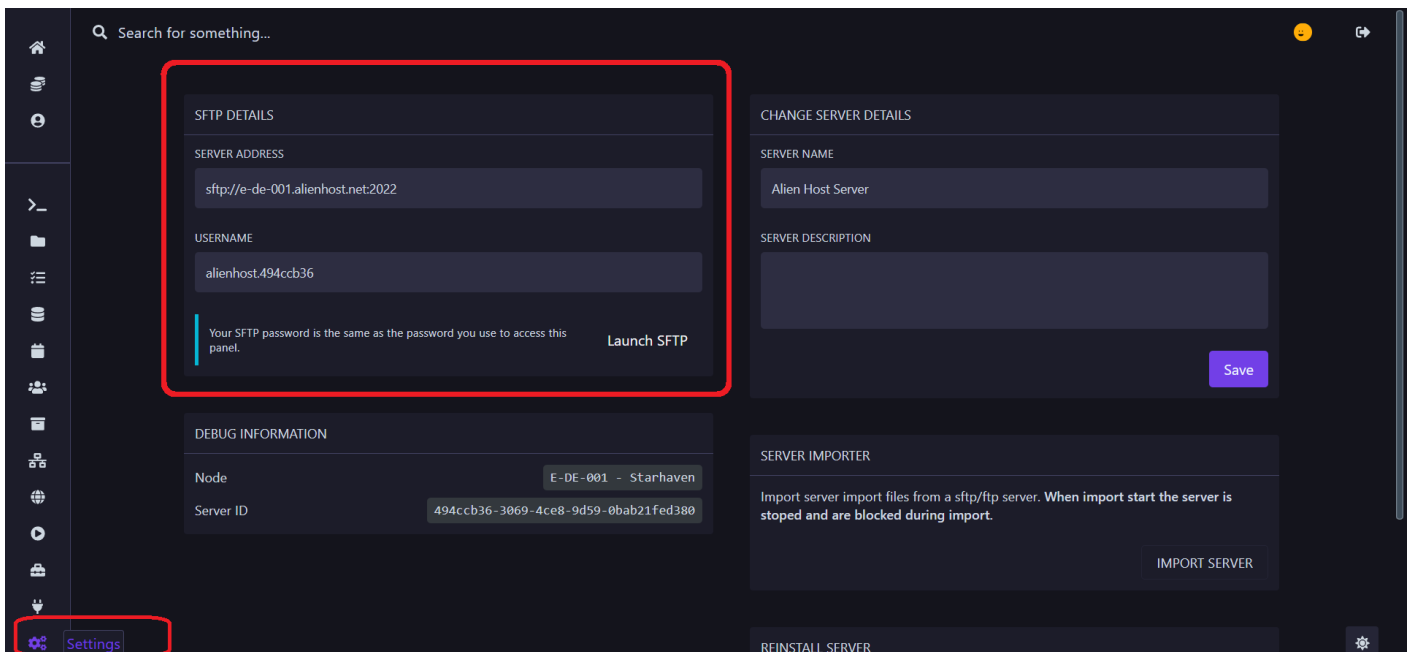 Search for something...
SFTP DETAILS
SERVER ADDRESS
sftp://e-de-001.alienhost.net:2022
USERNAME
alienhost.494ccb36
Your SFTP password is the same as the password you use to access this
panel.
Launch SFTP
DEBUG INFORMATION
Node
E-DE-001 - Starhaven
Server ID
494ccb36-3069-4ce8-9d59-0bab21fed380
CHANGE SERVER DETAILS
SERVER NAME
Alien Host Server
SERVER DESCRIPTION
Save
SERVER IMPORTER
Import server import files from a sftp/ftp server. When import start the server is
stoped and are blocked during import.
IMPORT SERVER
REINSTALL SERVER
Settings